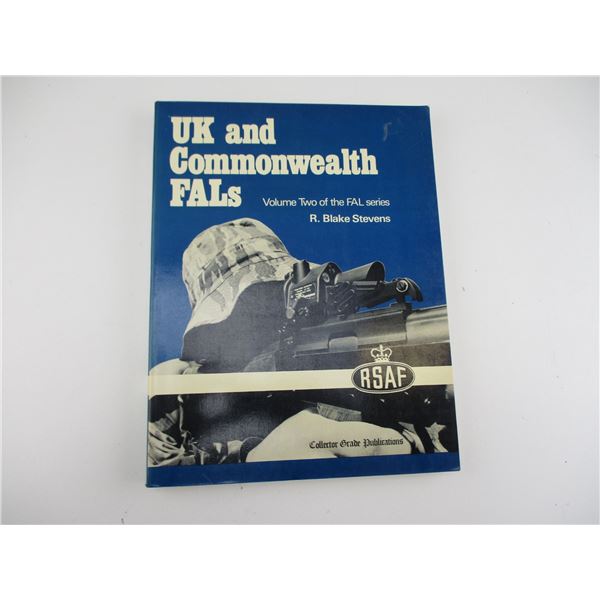 UK and
Commonwealth
FALs
Volume Two of the FAL series
R. Blake Stevens
RSAF
Collector Grade Publications